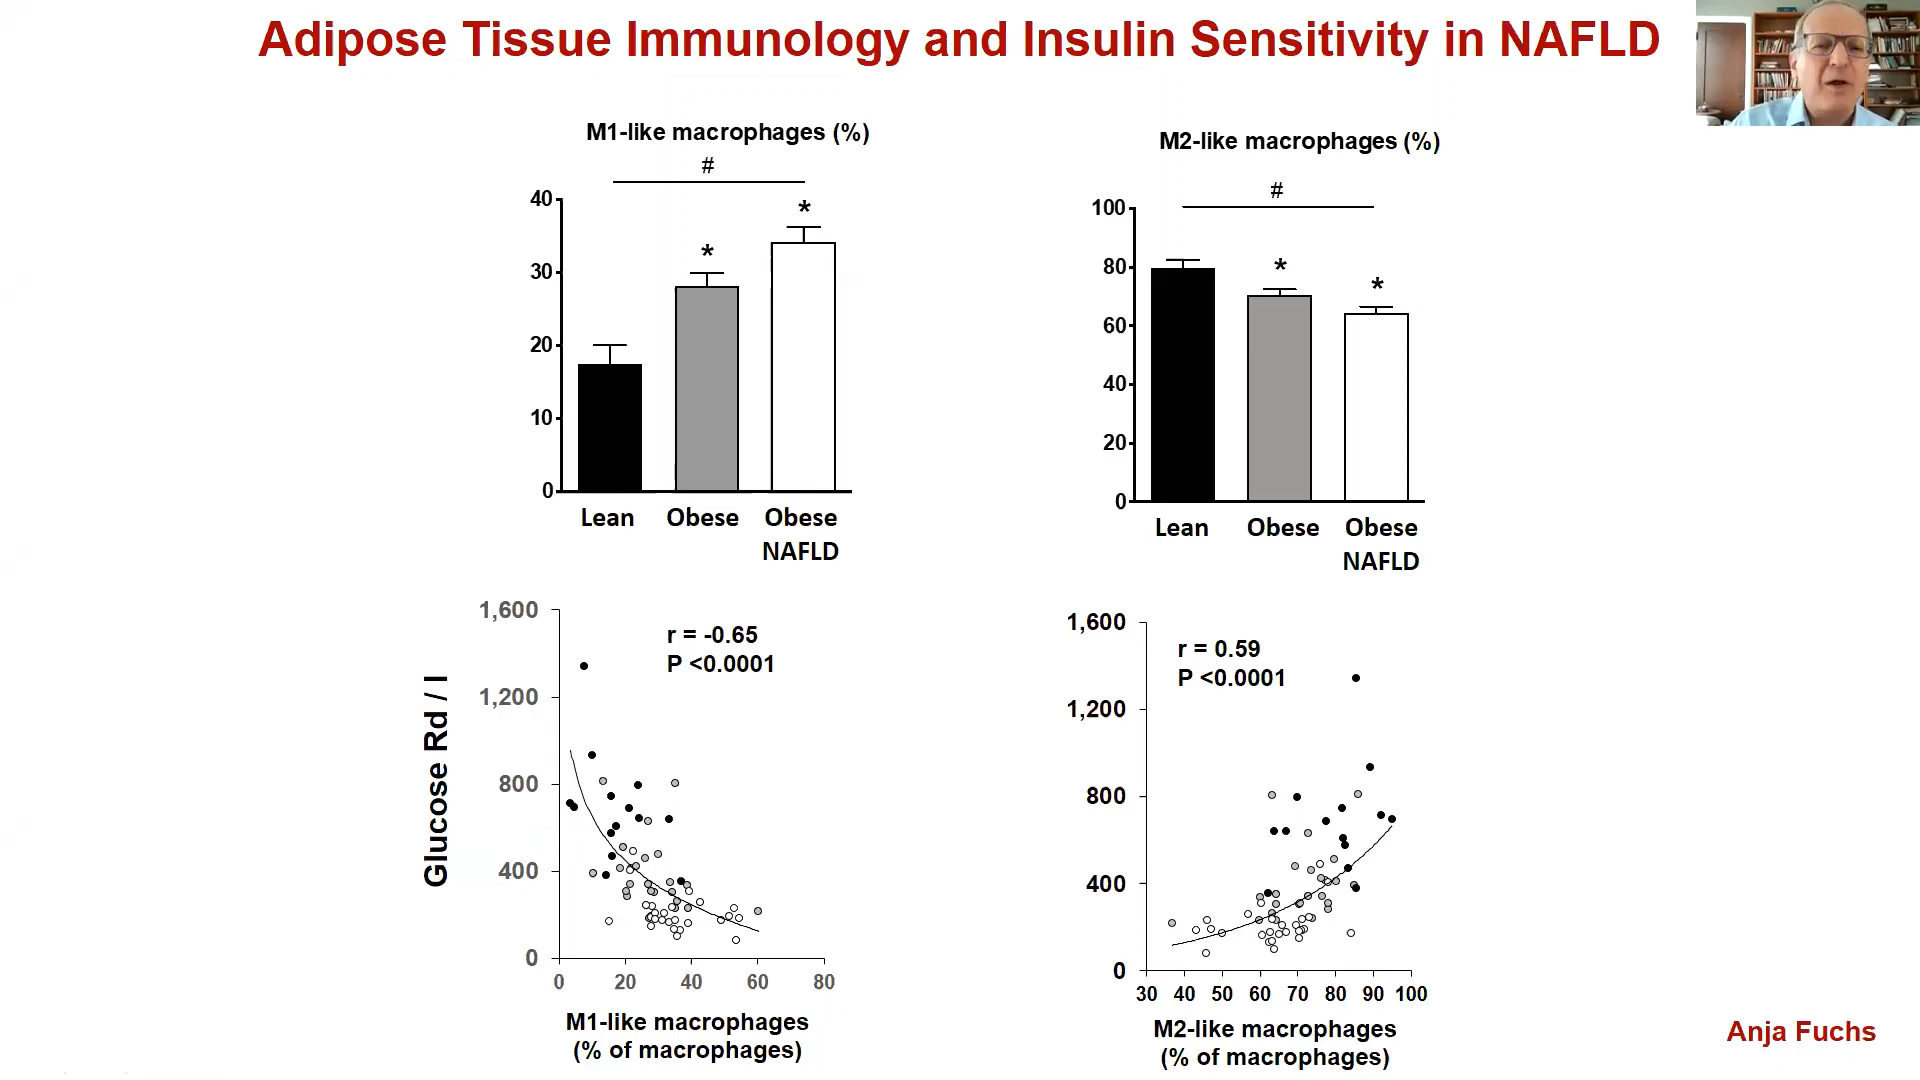 Adipose Tissue Immunology and Insulin Sensitivity in NAFLD
M1-like macrophages (%)
#
40
30
20
10
0
*
*
Lean
Obese
Obese
NAFLD
M2-like macrophages (%)
#
100
80
60
40
20
0
*
*
Lean
Obese
Obese
NAFLD
Glucose Rd / I
1,600
1,200
800
400
0
r = -0.65
P <0.0001
0 20 40 60 80
M1-like macrophages
(% of macrophages)
1,600
1,200
800
400
0
r = 0.59
P <0.0001
30 40 50 60 70 80 90 100
M2-like macrophages
(% of macrophages)
Anja Fuchs